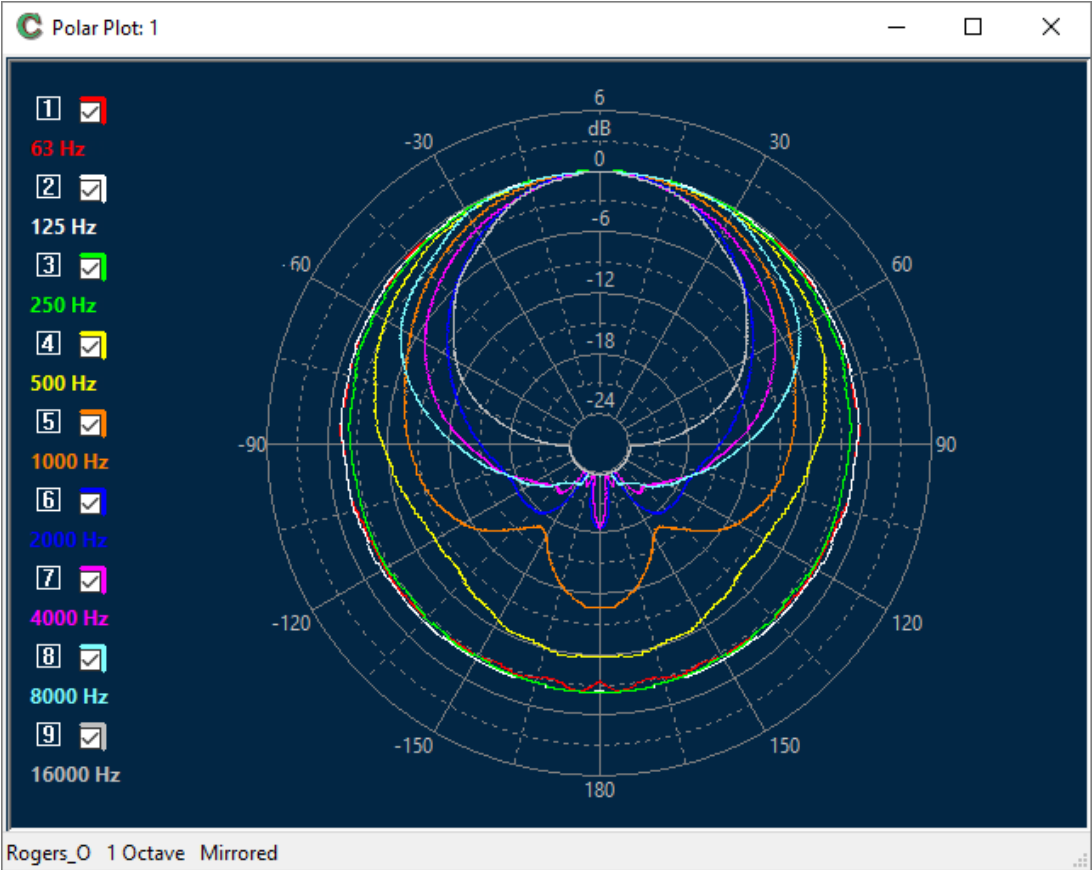 Polar Plot: 1
1
63 Hz
2
125 Hz
3
250 Hz
4
500 Hz
5
1000 Hz
6
2000 Hz
7
4000 Hz
8
8000 Hz
9
16000 Hz
6
dB
0
-6
-12
-18
-24
-30
30
-60
60
-90
90
-120
120
-150
150
180
Rogers_O 1 Octave Mirrored